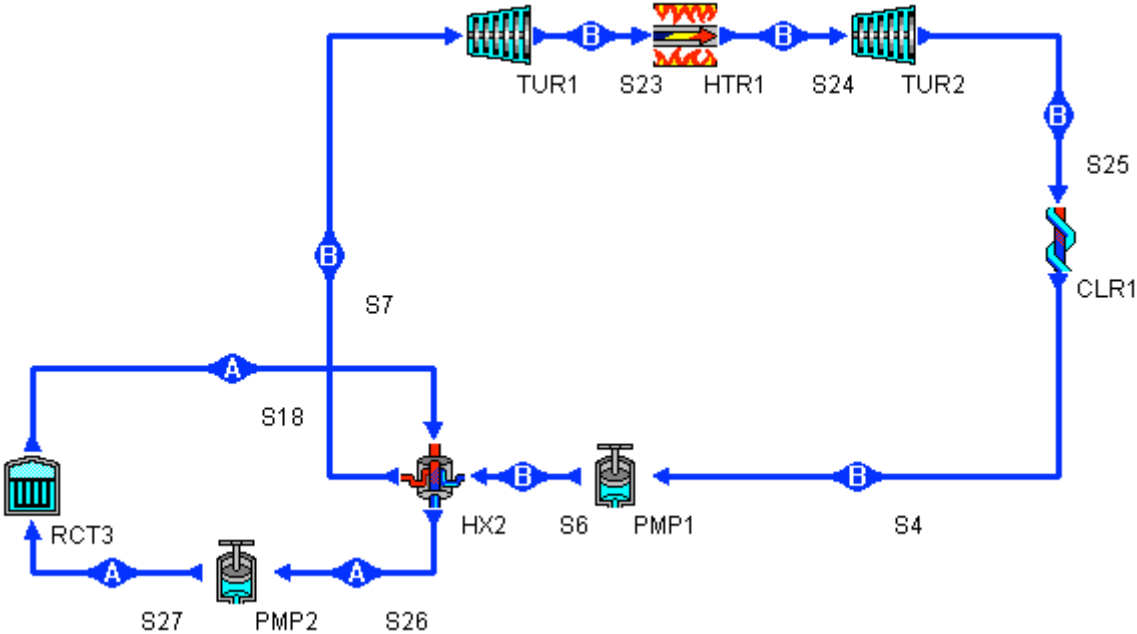 B
B
TUR1
S23
HTR1
S24
TUR2
B
S25
B
CLR1
S7
A
S18
B
B
HX2
S6
PMP1
S4
RCT3
A
A
S27
PMP2
S26